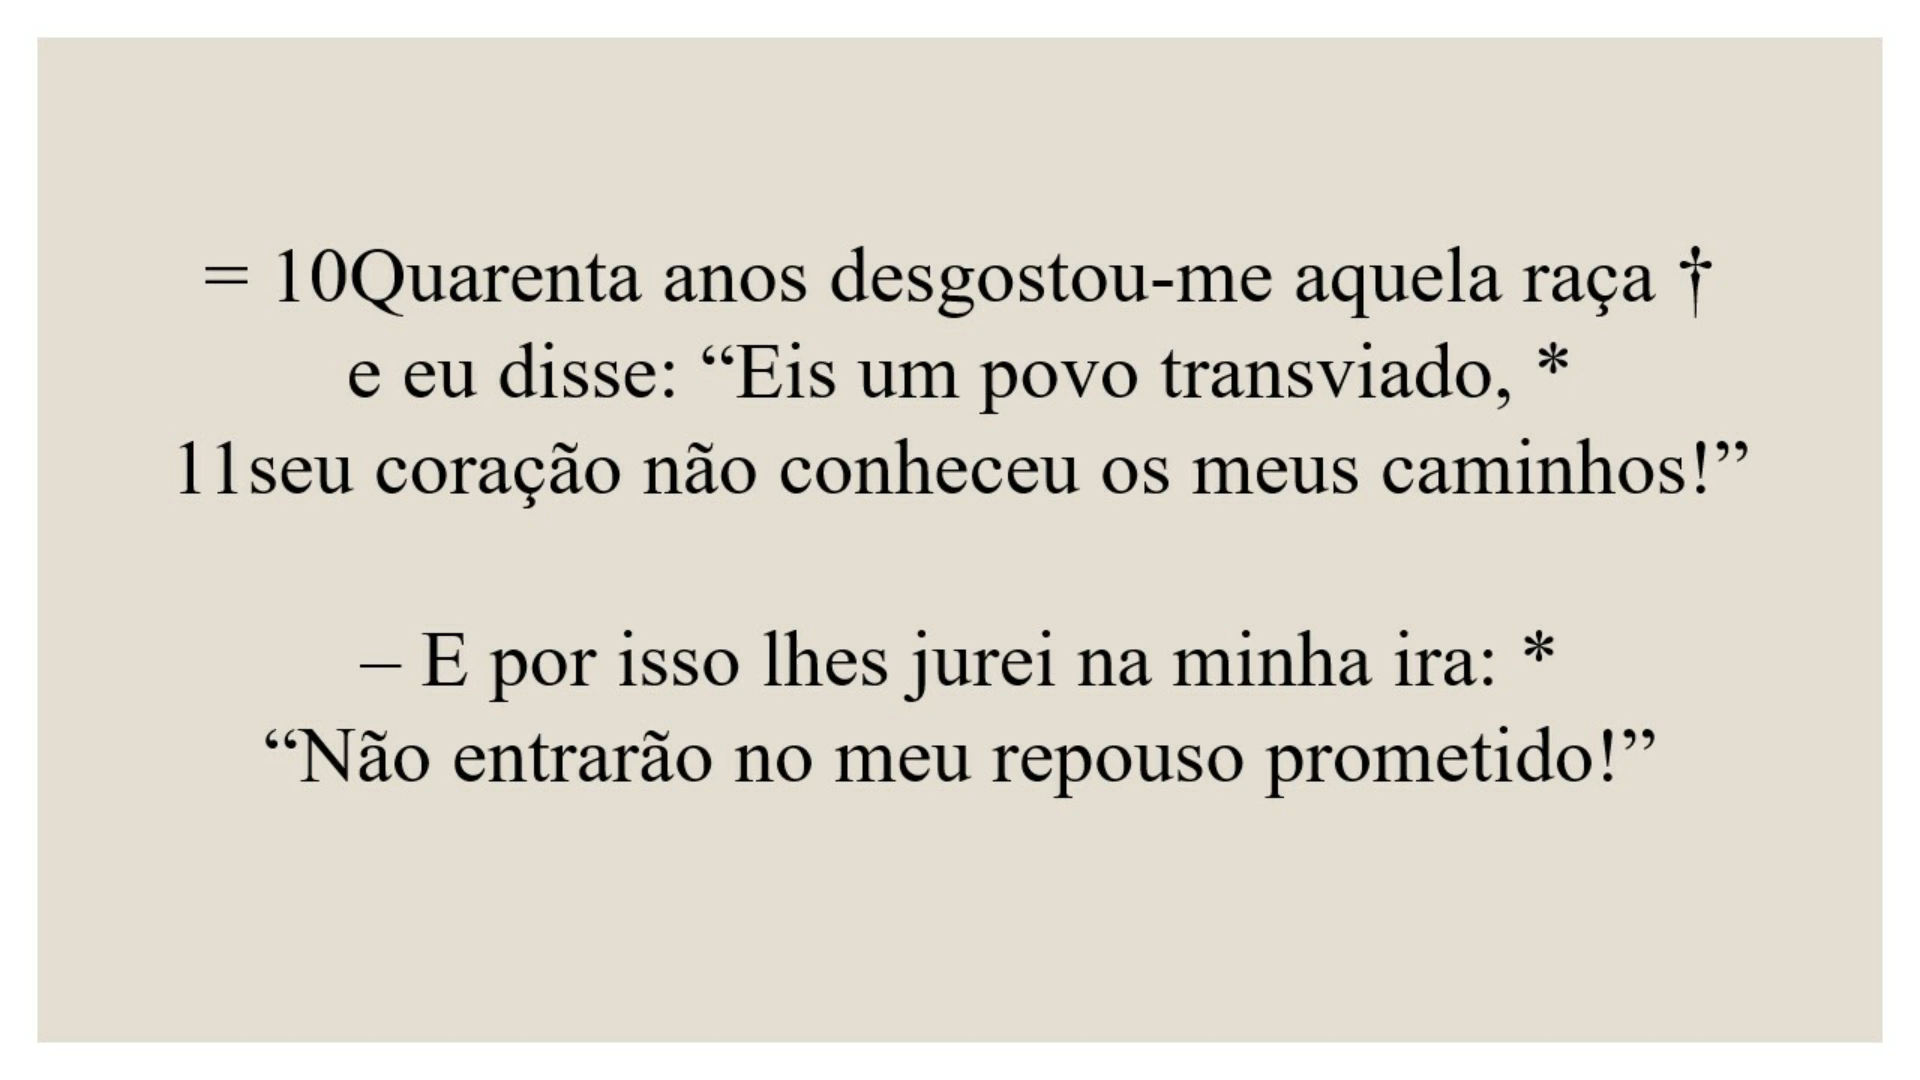 = 10Quarenta anos desgostou-me aquela raça †
e eu disse: “Eis um povo transviado, *
11seu coração não conheceu os meus caminhos!”
– E por isso lhes jurei na minha ira: *
“Não entrarão no meu repouso prometido!”